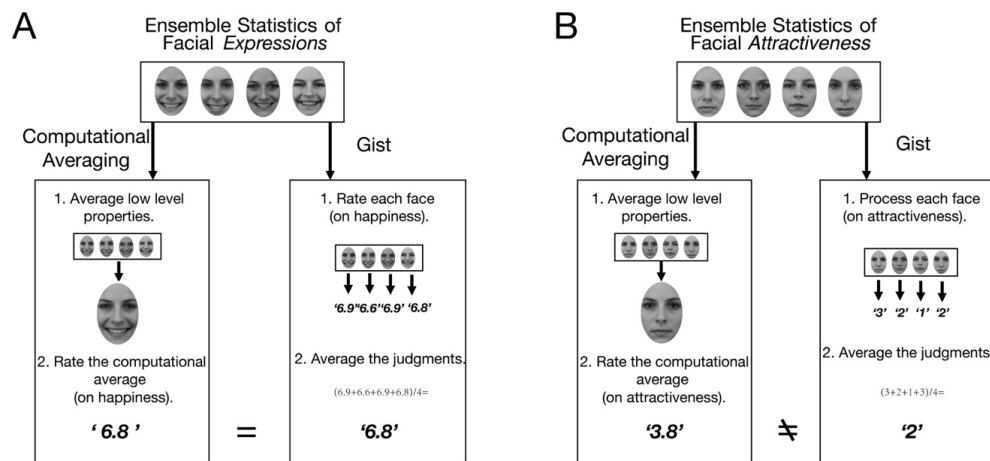 A
Ensemble Statistics of
Facial Expressions
Computational
Averaging
Gist
1. Average low level
properties.
2. Rate the computational
average
(on happiness).
‘ 6.8 ’
=
1. Rate each face
(on happiness).
‘6.9’‘6.6’‘6.9’ ‘6.8’
2. Average the judgments.
(6.9+6.6+6.9+6.8)/4=
‘6.8’
B
Ensemble Statistics of
Facial Attractiveness
Computational
Averaging
Gist
1. Average low level
properties.
2. Rate the computational
average
(on attractiveness).
‘3.8’
≠
1. Process each face
(on attractiveness).
‘3’ ‘2’ ‘1’ ‘2’
2. Average the judgments
(3+2+1+3)/4=
‘2’